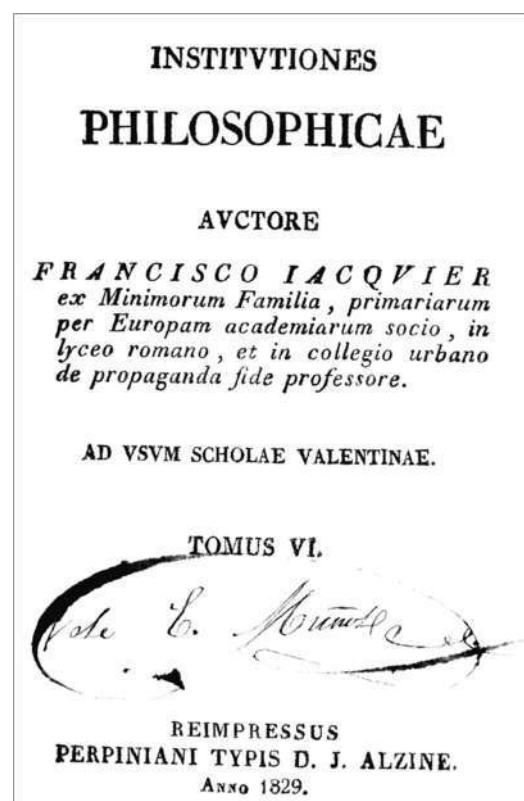 INSTITVTIONES
PHILOSOPHICAE
AVCTORE
FRANCISCO IACQVIER
ex Minimorum Familia, primariarum
per Europam academiarum socio, in
lyceo romano, et in collegio urbano
de propaganda fide professore.
AD VSVM SCHOLAE VALENTINAE.
TOMUS VI.
E.
REIMPRESSUS
PERPINIANI TYPIS D. J. ALZINE.
ANNO 1829.